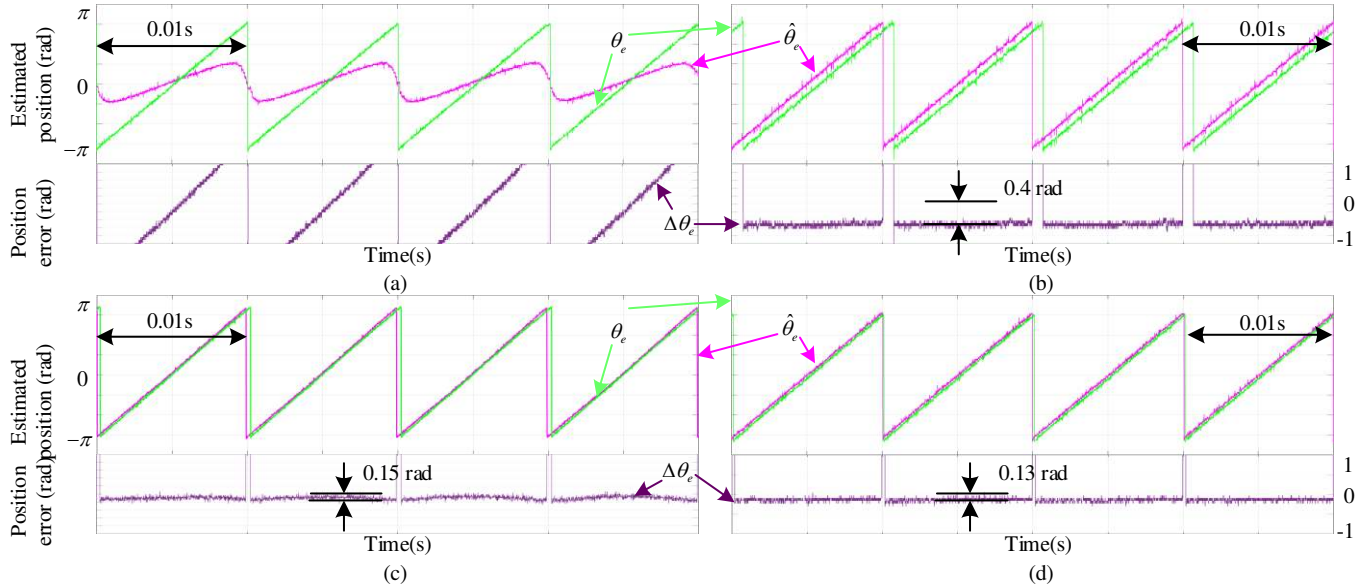 π
0
−π
Estimated
position (rad)
0.01s
θe
θ̂e
0.01s
Position
error (rad)
Δθe
0.4 rad
1
0
-1
Time(s)
Time(s)
(a)
(b)
π
0
−π
Estimated
position (rad)
0.01s
θe
θ̂e
0.01s
Position
error (rad)
0.15 rad
Δθe
0.13 rad
1
0
-1
Time(s)
Time(s)
(c)
(d)